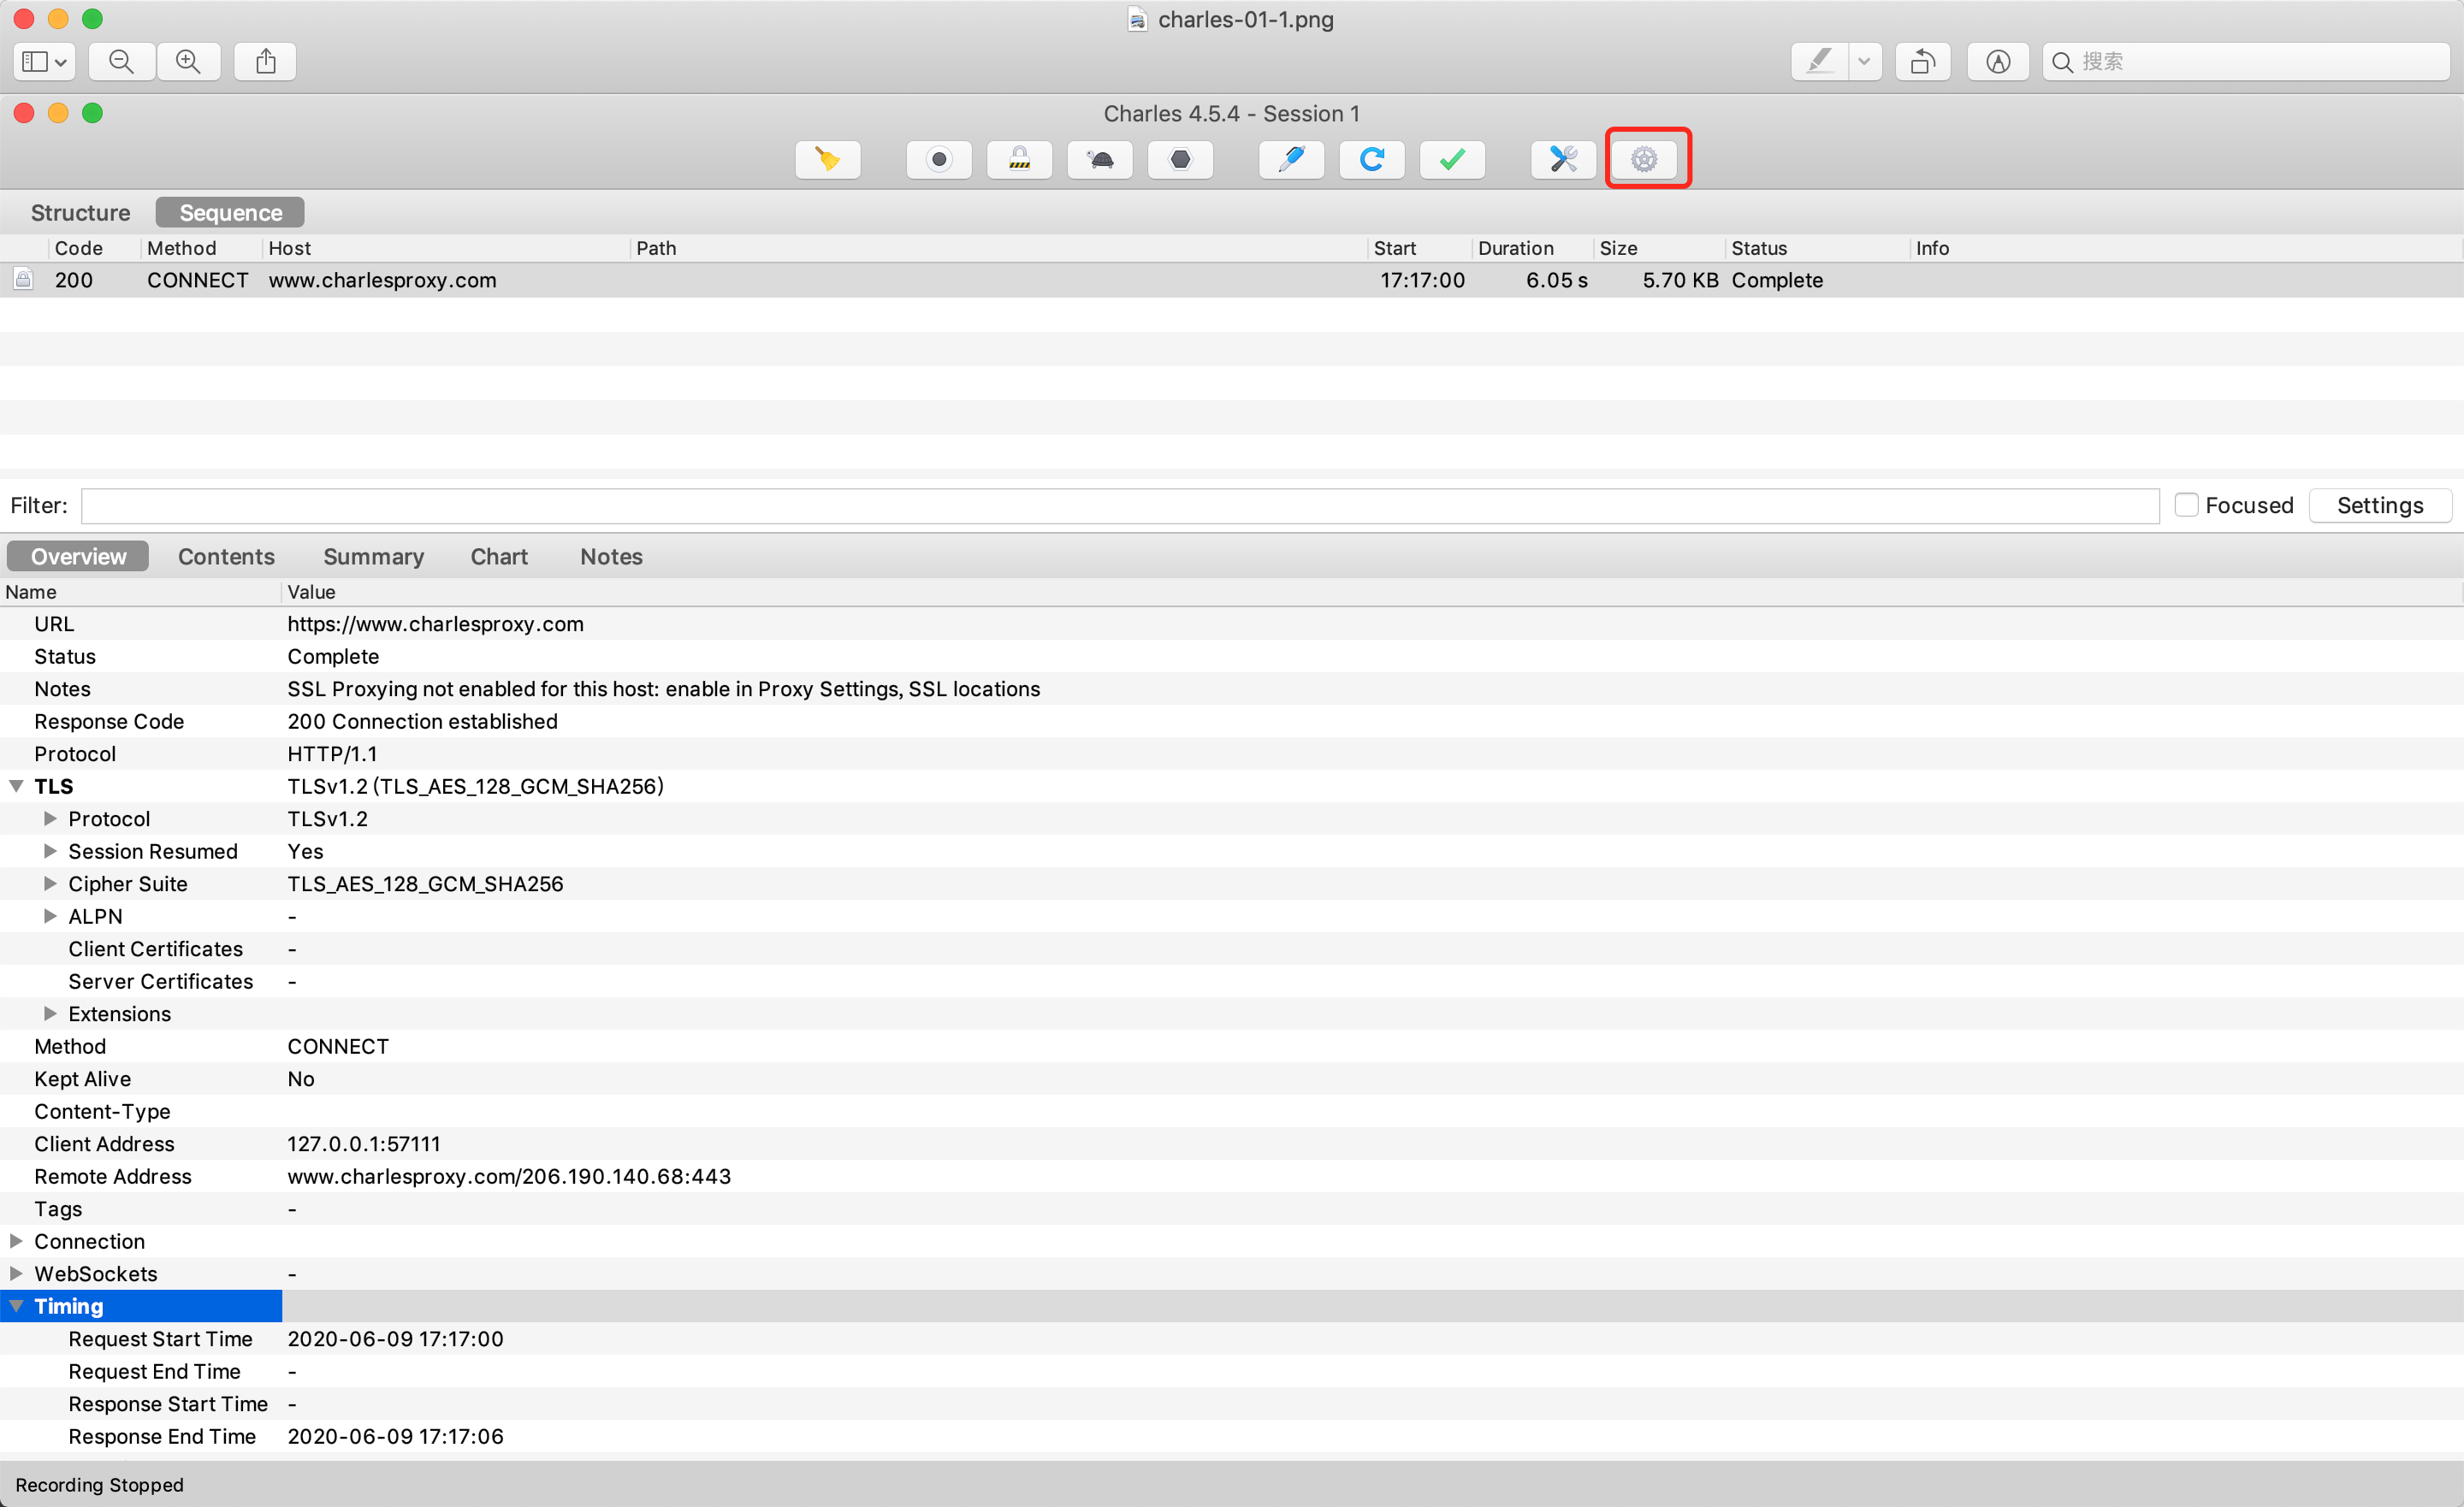 charles-01-1.png
搜索
Charles 4.5.4 - Session 1
Structure Sequence
Code Method Host Path Start Duration Size Status Info
200 CONNECT www.charlesproxy.com 17:17:00 6.05 s 5.70 KB Complete
Filter: Focused Settings
Overview Contents Summary Chart Notes
Name Value
URL https://www.charlesproxy.com
Status Complete
Notes SSL Proxying not enabled for this host: enable in Proxy Settings, SSL locations
Response Code 200 Connection established
Protocol HTTP/1.1
TLS TLSv1.2 (TLS_AES_128_GCM_SHA256)
Protocol TLSv1.2
Session Resumed Yes
Cipher Suite TLS_AES_128_GCM_SHA256
ALPN -
Client Certificates -
Server Certificates -
Extensions
Method CONNECT
Kept Alive No
Content-Type
Client Address 127.0.0.1:57111
Remote Address www.charlesproxy.com/206.190.140.68:443
Tags -
Connection
WebSockets -
Timing
Request Start Time 2020-06-09 17:17:00
Request End Time -
Response Start Time -
Response End Time 2020-06-09 17:17:06
Recording Stopped